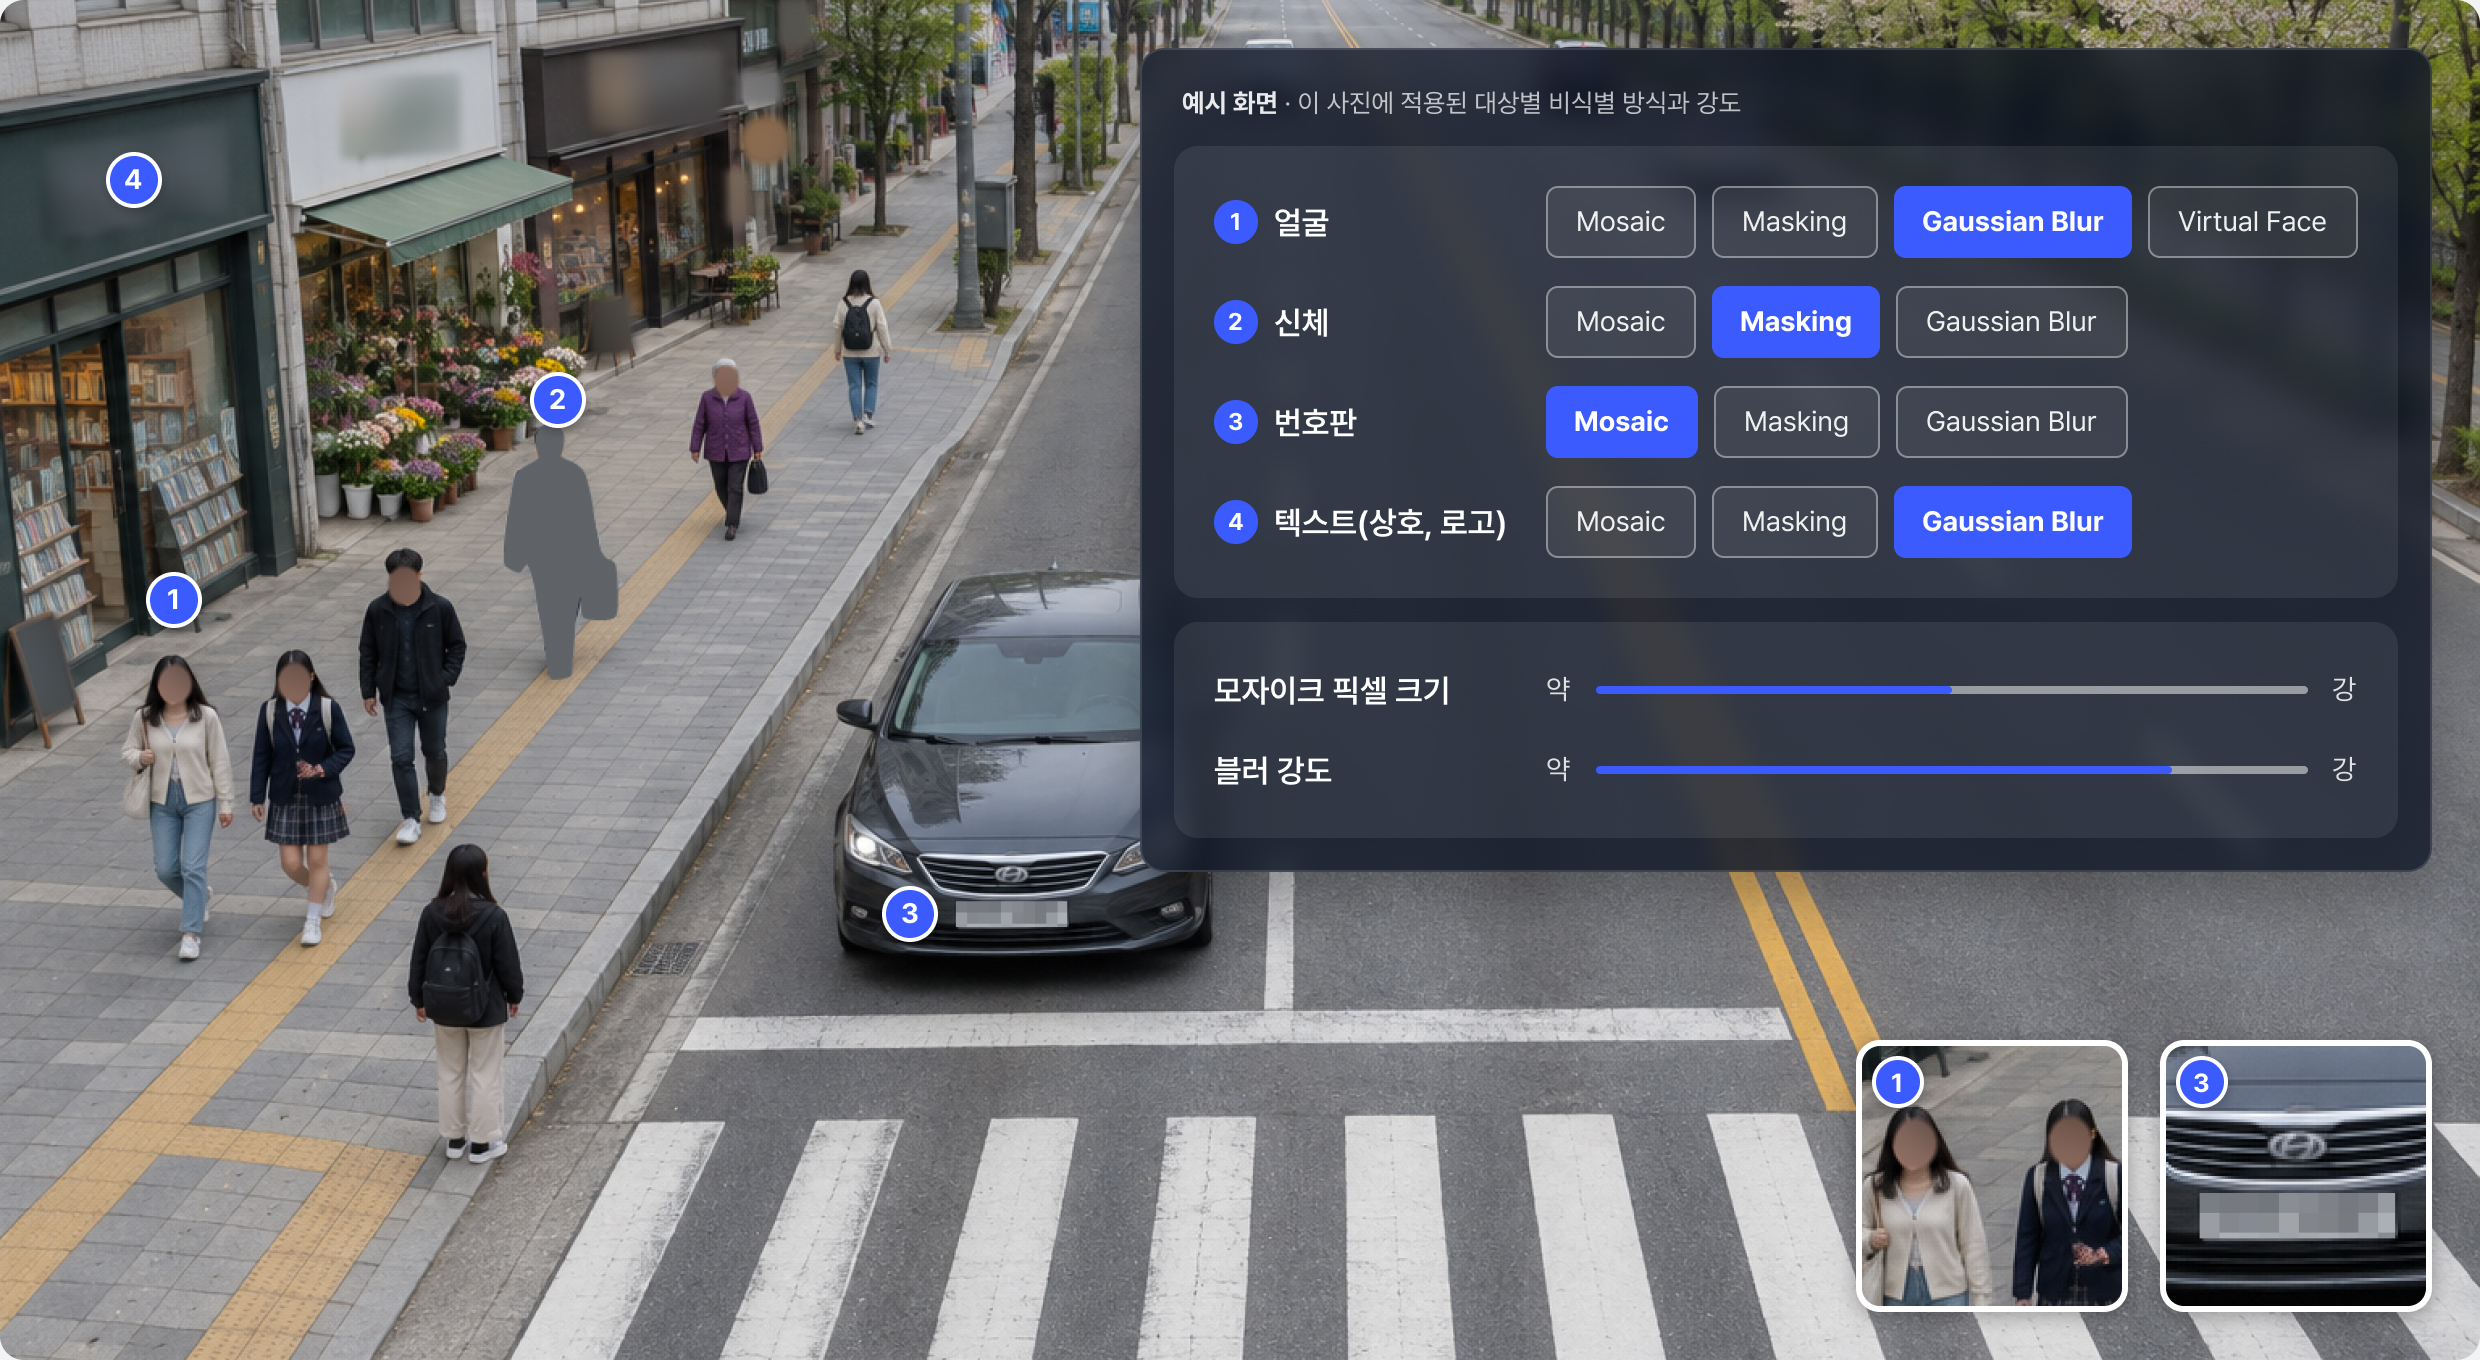 예시 화면 · 이 사진에 적용된 대상별 비식별 방식과 강도
1 얼굴 Mosaic Masking Gaussian Blur Virtual Face
2 신체 Mosaic Masking Gaussian Blur
3 번호판 Mosaic Masking Gaussian Blur
4 텍스트(상호, 로고) Mosaic Masking Gaussian Blur
모자이크 픽셀 크기 약 강
블러 강도 약 강
4
2
1
3
1
3